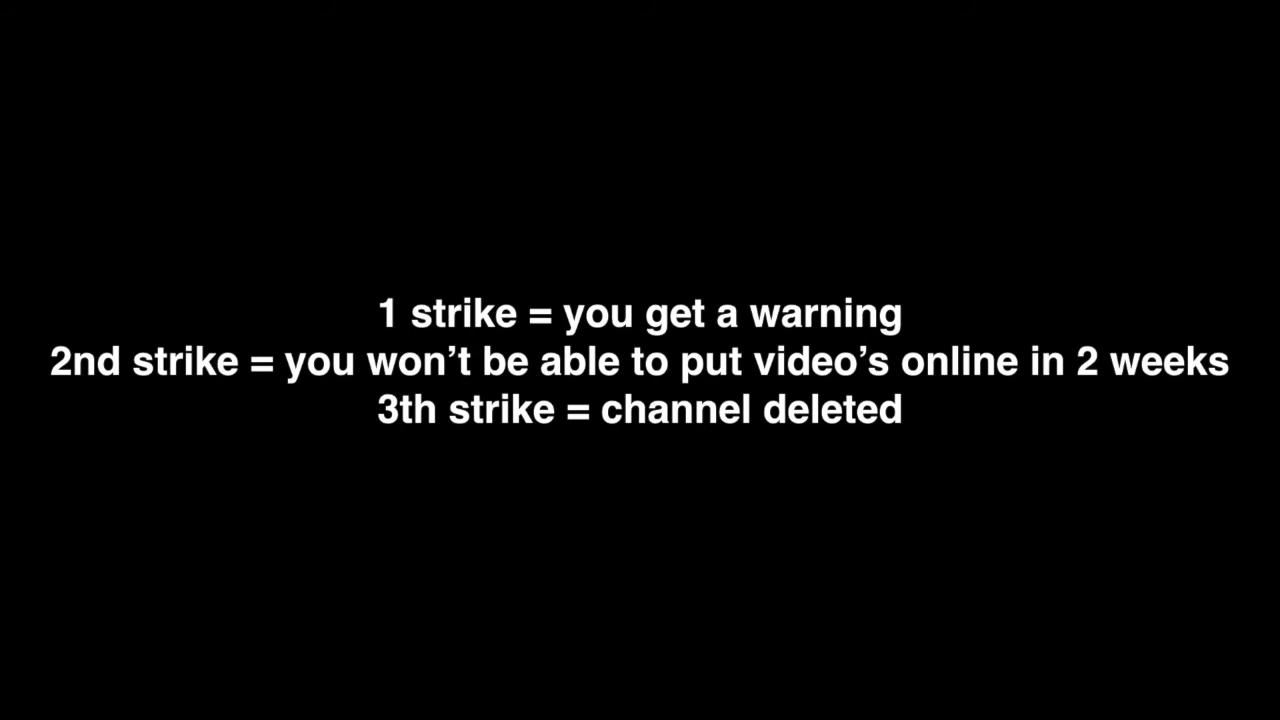 1 strike = you get a warning
2nd strike = you won’t be able to put video’s online in 2 weeks
3th strike = channel deleted